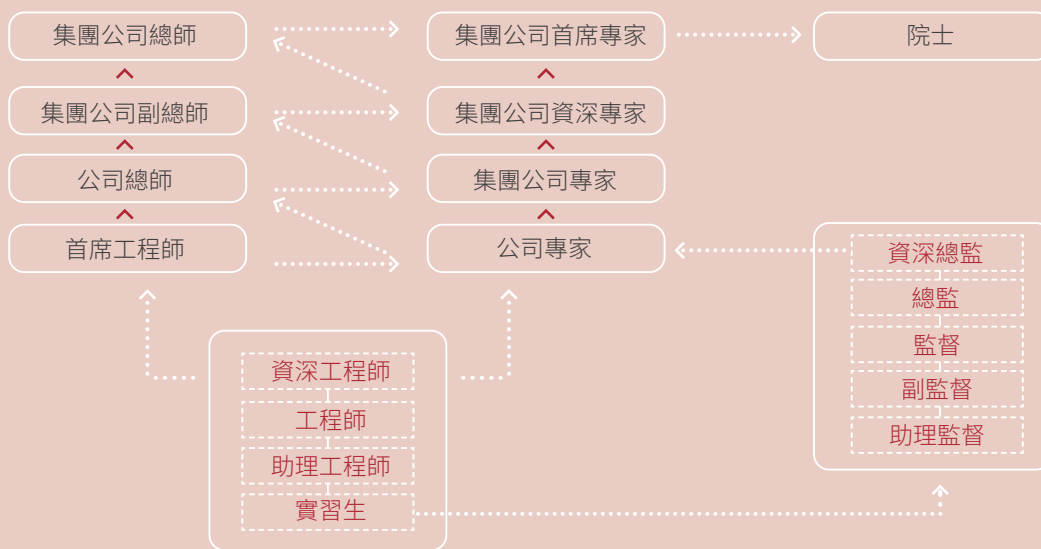 集團公司總師
集團公司首席專家
院士
集團公司副總師
集團公司資深專家
公司總師
集團公司專家
首席工程師
公司專家
資深總監
總監
監督
副監督
助理監督
資深工程師
工程師
助理工程師
實習生